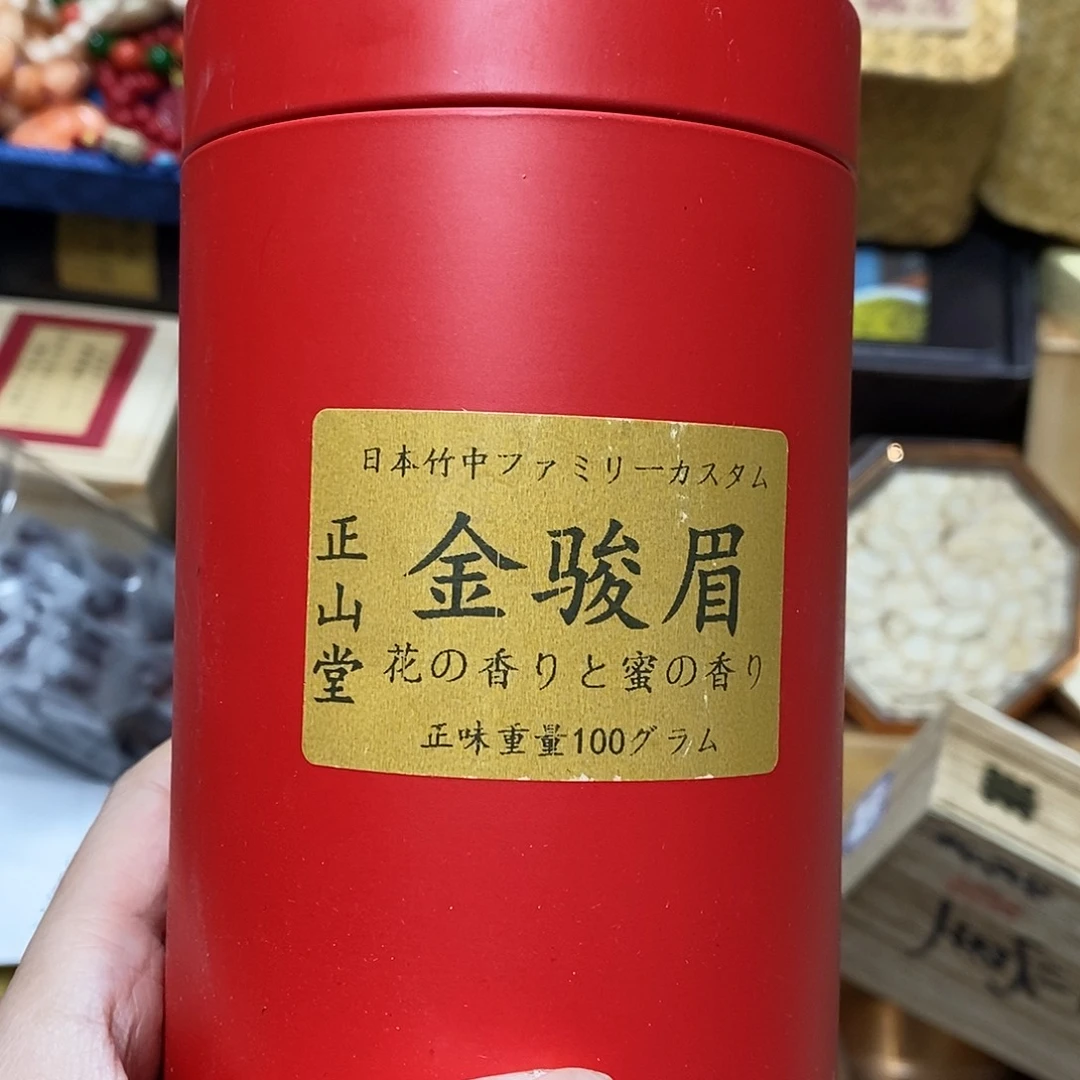 日本竹中ファミリーカスタム
正山堂
金骏眉
花の香りと蜜の香り
正味重量100グラム